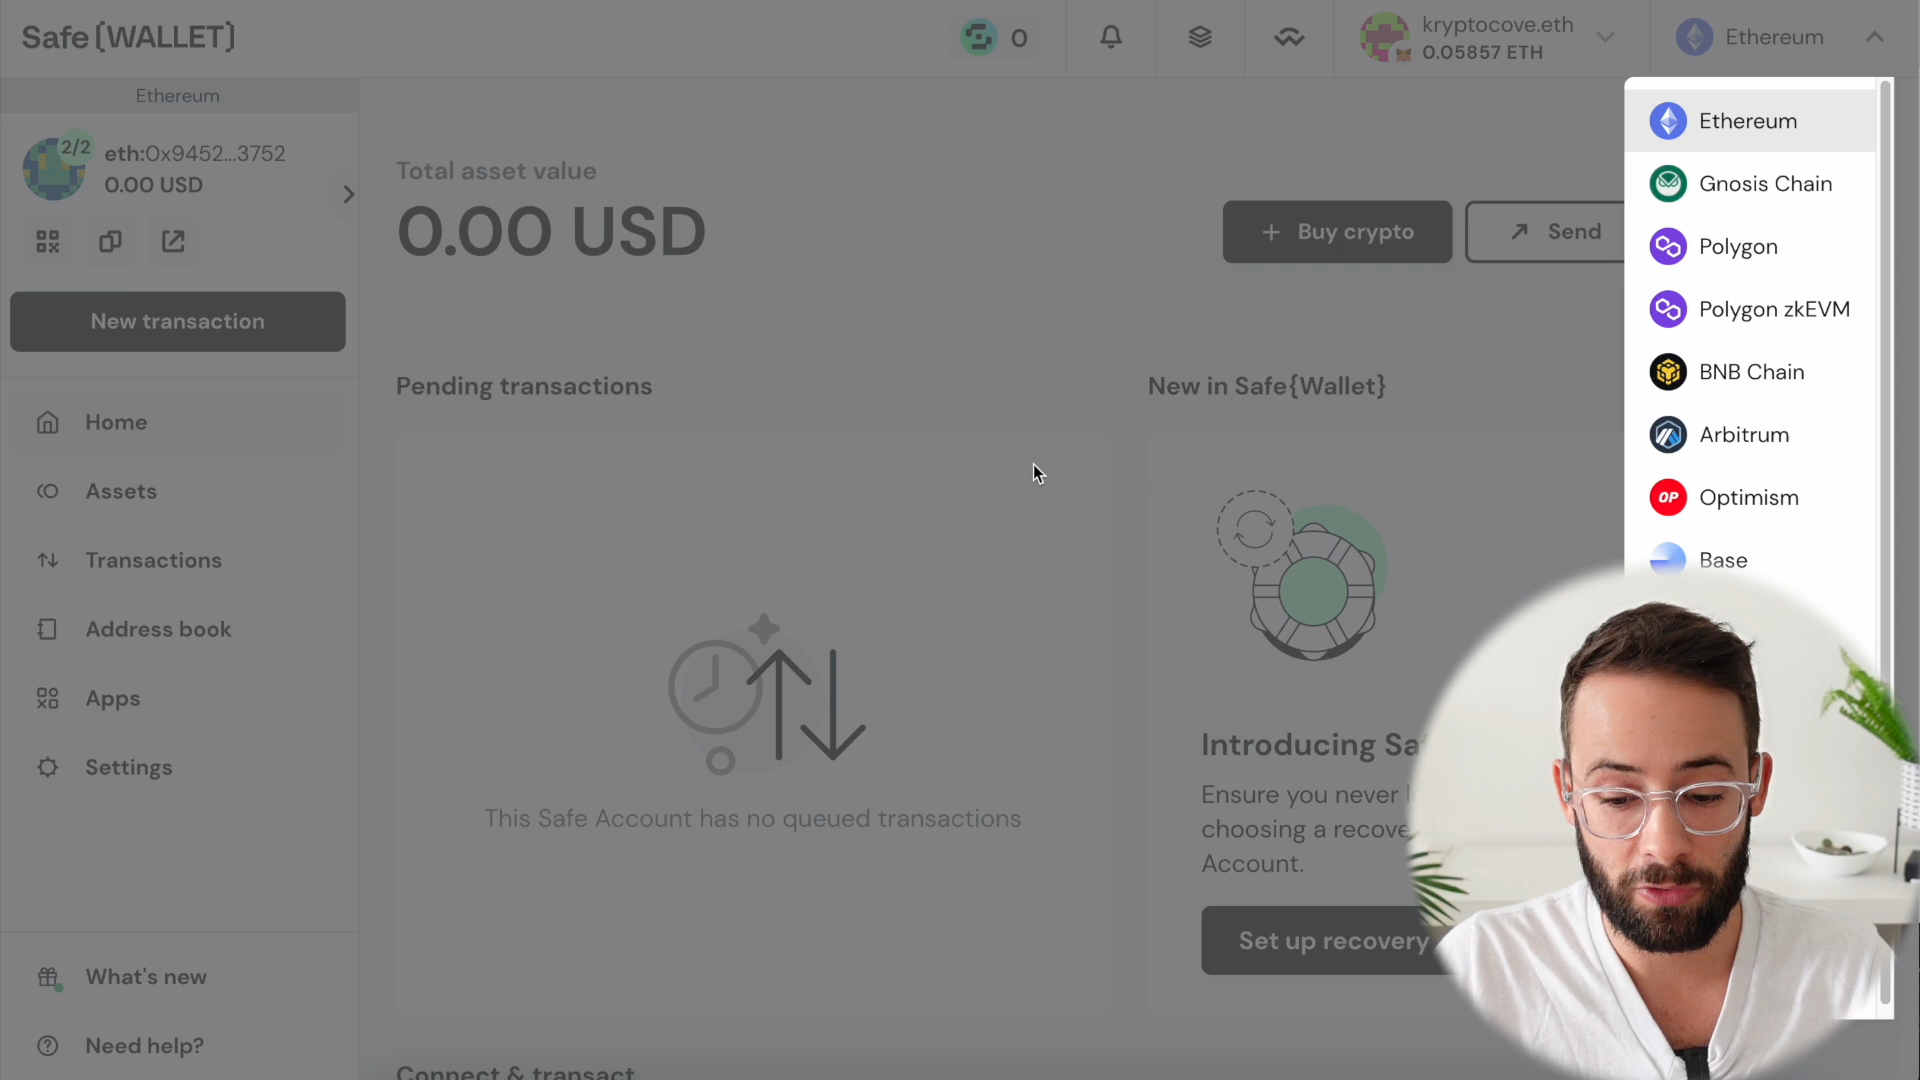 Safe{WALLET}
0
kryptocove.eth
0.05857 ETH
Ethereum
Ethereum
2/2
eth:0x9452...3752
0.00 USD
New transaction
Home
Assets
Transactions
Address book
Apps
Settings
What's new
Need help?
Total asset value
0.00 USD
+ Buy crypto
Send
Pending transactions
This Safe Account has no queued transactions
New in Safe{Wallet}
Introducing
Ensure you never
choosing a
Account.
Set up recovery
Connect & transact
Ethereum
Gnosis Chain
Polygon
Polygon zkEVM
BNB Chain
Arbitrum
OP Optimism
Base